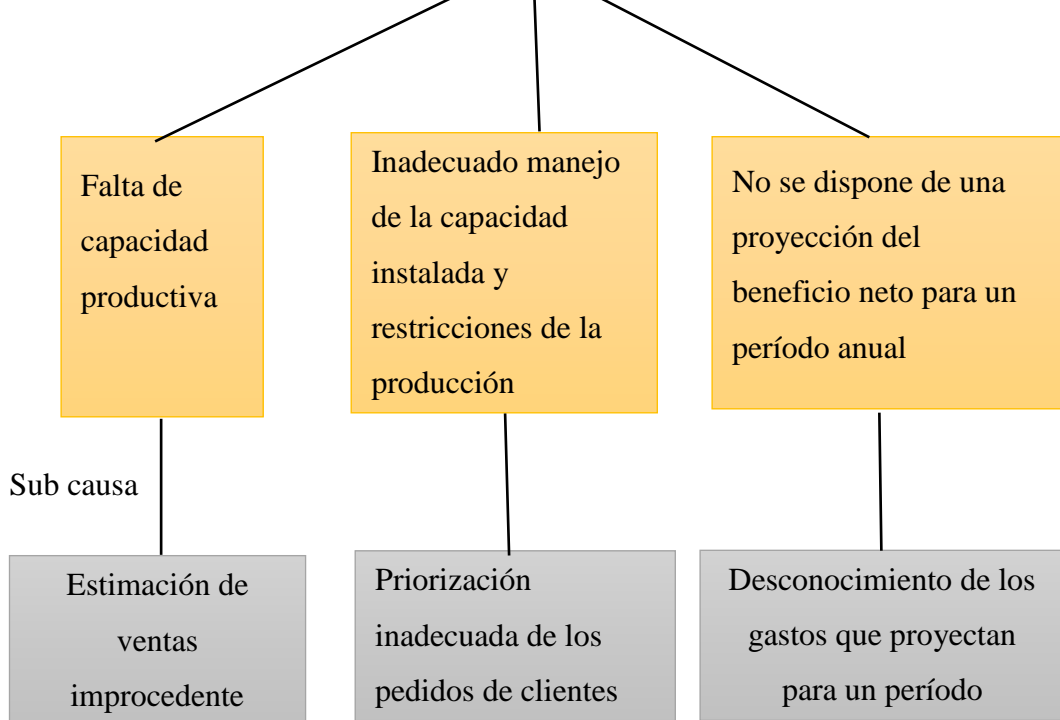 Falta de
capacidad
productiva
Inadecuado manejo
de la capacidad
instalada y
restricciones de la
producción
No se dispone de una
proyección del
beneficio neto para un
período anual
Sub causa
Estimación de
ventas
improcedente
Priorización
inadecuada de los
pedidos de clientes
Desconocimiento de los
gastos que proyectan
para un período